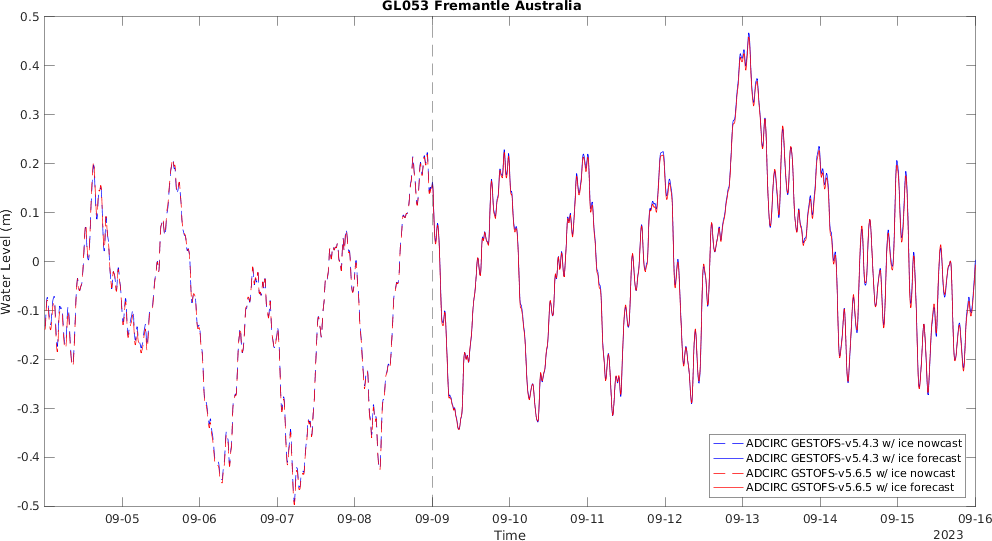 GL053 Fremantle Australia
0.5
0.4
0.3
0.2
0.1
0
-0.1
-0.2
-0.3
-0.4
-0.5
Water Level (m)
ADCIRC GESTOFS-v5.4.3 w/ ice nowcast
ADCIRC GESTOFS-v5.4.3 w/ ice forecast
ADCIRC GSTOFS-v5.6.5 w/ ice nowcast
ADCIRC GSTOFS-v5.6.5 w/ ice forecast
09-05 09-06 09-07 09-08 09-09 09-10 09-11 09-12 09-13 09-14 09-15 09-16
Time
2023